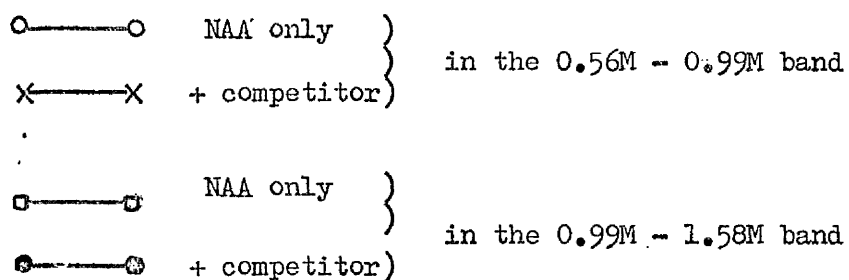 NAA only )
) in the 0.56M - 0.99M band
+ competitor)
NAA only )
) in the 0.99M - 1.58M band
+ competitor)